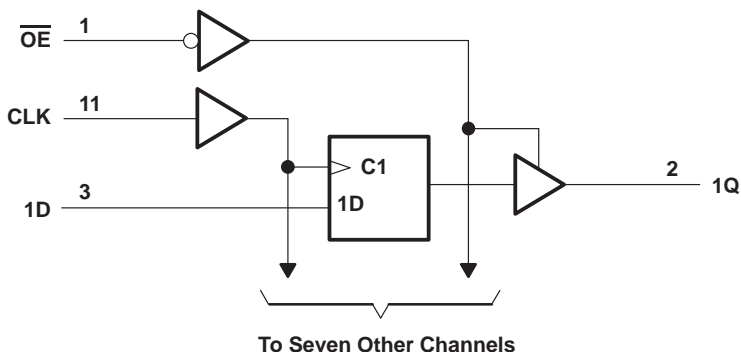 OE 1
CLK 11
C1
1D 3
1D
2 1Q
To Seven Other Channels